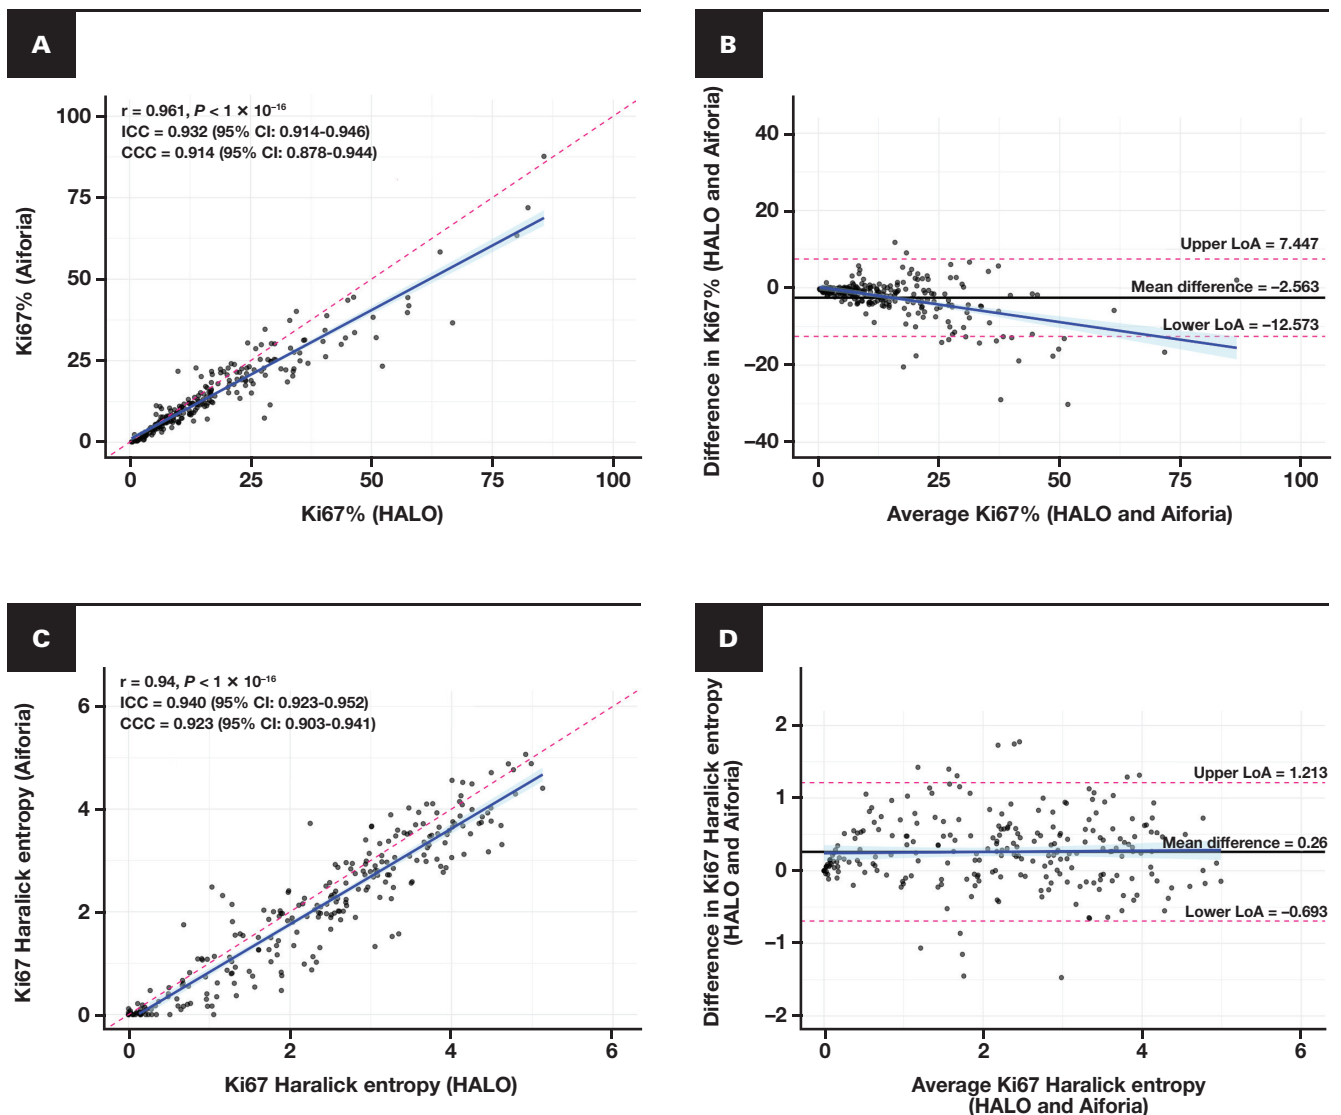 A
r = 0.961, P < 1 × 10⁻¹⁶
ICC = 0.932 (95% CI: 0.914-0.946)
CCC = 0.914 (95% CI: 0.878-0.944)
Ki67% (Aiforia)
100
75
50
25
0
0 25 50 75 100
Ki67% (HALO)
B
Difference in Ki67% (HALO and Aiforia)
40
20
0
−20
−40
Upper LoA = 7.447
Mean difference = −2.563
Lower LoA = −12.573
0 25 50 75 100
Average Ki67% (HALO and Aiforia)
C
r = 0.94, P < 1 × 10⁻¹⁶
ICC = 0.940 (95% CI: 0.923-0.952)
CCC = 0.923 (95% CI: 0.903-0.941)
Ki67 Haralick entropy (Aiforia)
6
4
2
0
0 2 4 6
Ki67 Haralick entropy (HALO)
D
Difference in Ki67 Haralick entropy
(HALO and Aiforia)
2
1
0
−1
−2
Upper LoA = 1.213
Mean difference = 0.26
Lower LoA = −0.693
0 2 4 6
Average Ki67 Haralick entropy
(HALO and Aiforia)